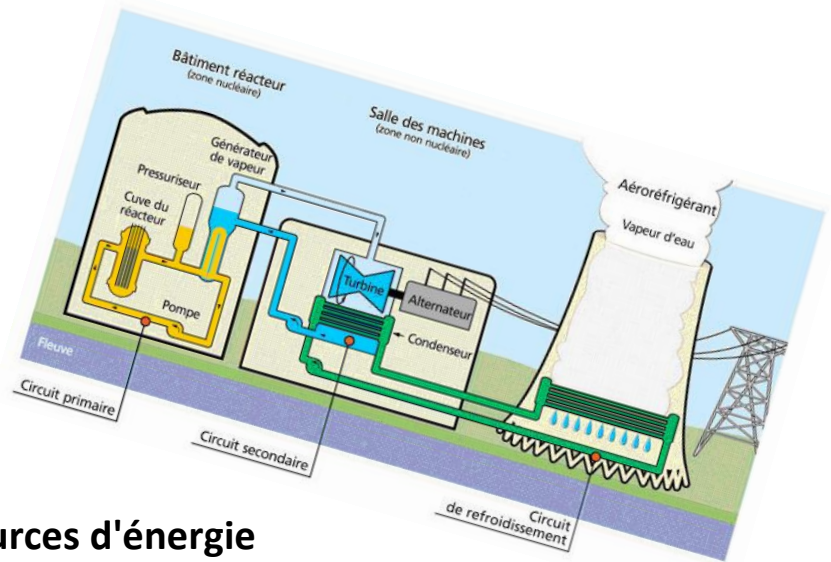 Bâtiment réacteur
(zone nucléaire)
Salle des machines
(zone non nucléaire)
Générateur
de vapeur
Pressuriseur
Cuve du
réacteur
Pompe
Turbine
Alternateur
Condenseur
Aéroréfrigérant
Vapeur d'eau
Fleuve
Circuit primaire
Circuit secondaire
Circuit
de refroidissement
d'énergie